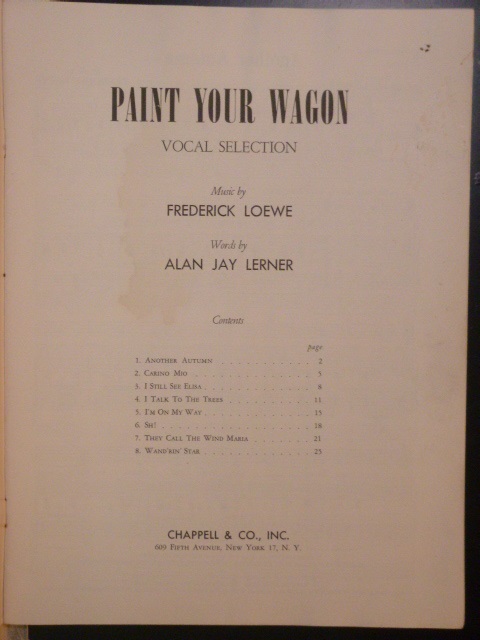 PAINT YOUR WAGON
VOCAL SELECTION
Music by
FREDERICK LOEWE
Words by
ALAN JAY LERNER
Contents
page
1. ANOTHER AUTUMN . . . . . . . . . . . . . 2
2. CARINO MIO . . . . . . . . . . . . . . . . 5
3. I STILL SEE ELISA . . . . . . . . . . . . . . 8
4. I TALK TO THE TREES . . . . . . . . . . . . 11
5. I'M ON MY WAY . . . . . . . . . . . . . . 15
6. SH! . . . . . . . . . . . . . . . . . . . . 18
7. THEY CALL THE WIND MARIA . . . . . . . . 21
8. WAND'RIN' STAR . . . . . . . . . . . . . . 25
CHAPPELL & CO., INC.
609 FIFTH AVENUE, NEW YORK 17, N. Y.